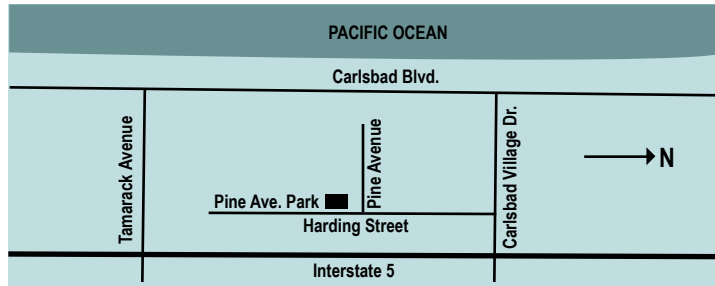 PACIFIC OCEAN
Carlsbad Blvd.
Tamarack Avenue
Pine Avenue
Carlsbad Village Dr.
N
Pine Ave. Park
Harding Street
Interstate 5